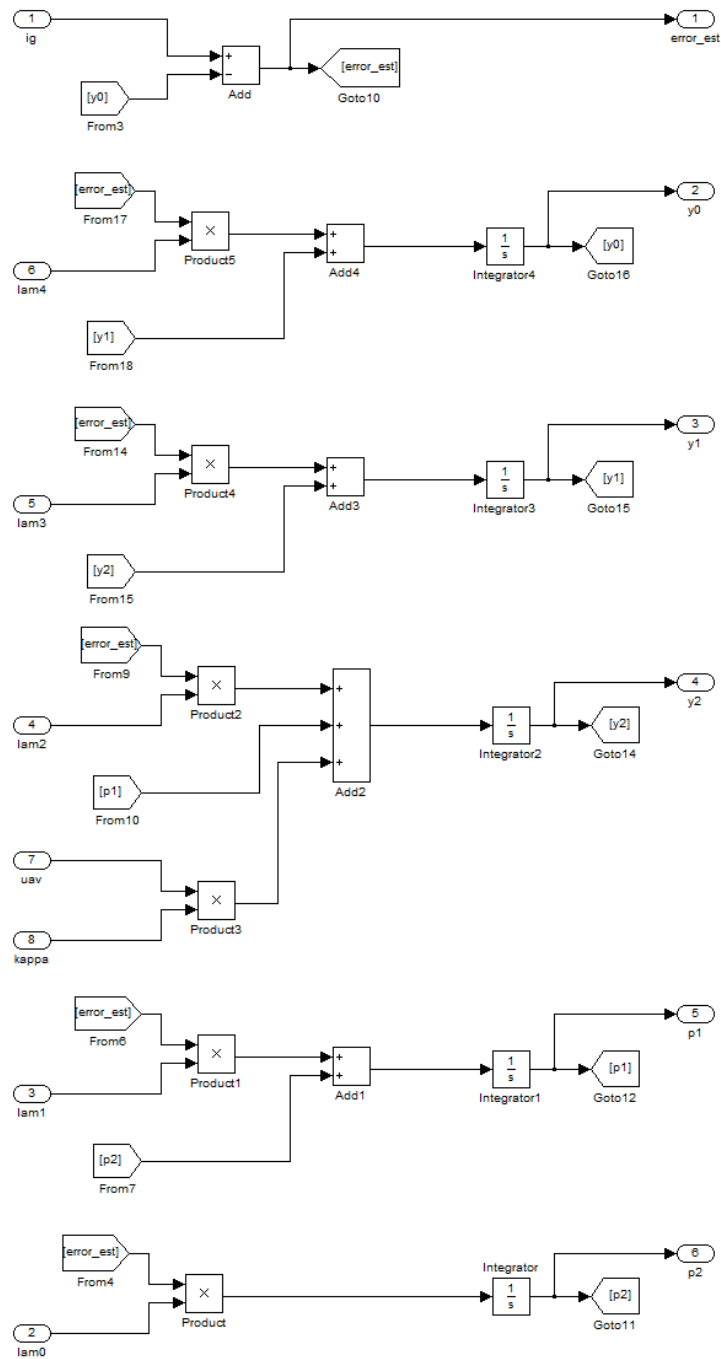 1
ig
[y0]
From3
+
−
Add
[error_est]
Goto10
1
error_est
[error_est]
From17
6
lam4
×
Product5
[y1]
From18
+
+
Add4
1
s
Integrator4
[y0]
Goto16
2
y0
[error_est]
From14
5
lam3
×
Product4
[y2]
From15
+
+
Add3
1
s
Integrator3
[y1]
Goto15
3
y1
[error_est]
From9
4
lam2
×
Product2
[p1]
From10
7
uav
8
kappa
×
Product3
+
+
+
Add2
1
s
Integrator2
[y2]
Goto14
4
y2
[error_est]
From6
3
lam1
×
Product1
[p2]
From7
+
+
Add1
1
s
Integrator1
[p1]
Goto12
5
p1
[error_est]
From4
2
lam0
×
Product
Integrator
1
s
[p2]
Goto11
6
p2